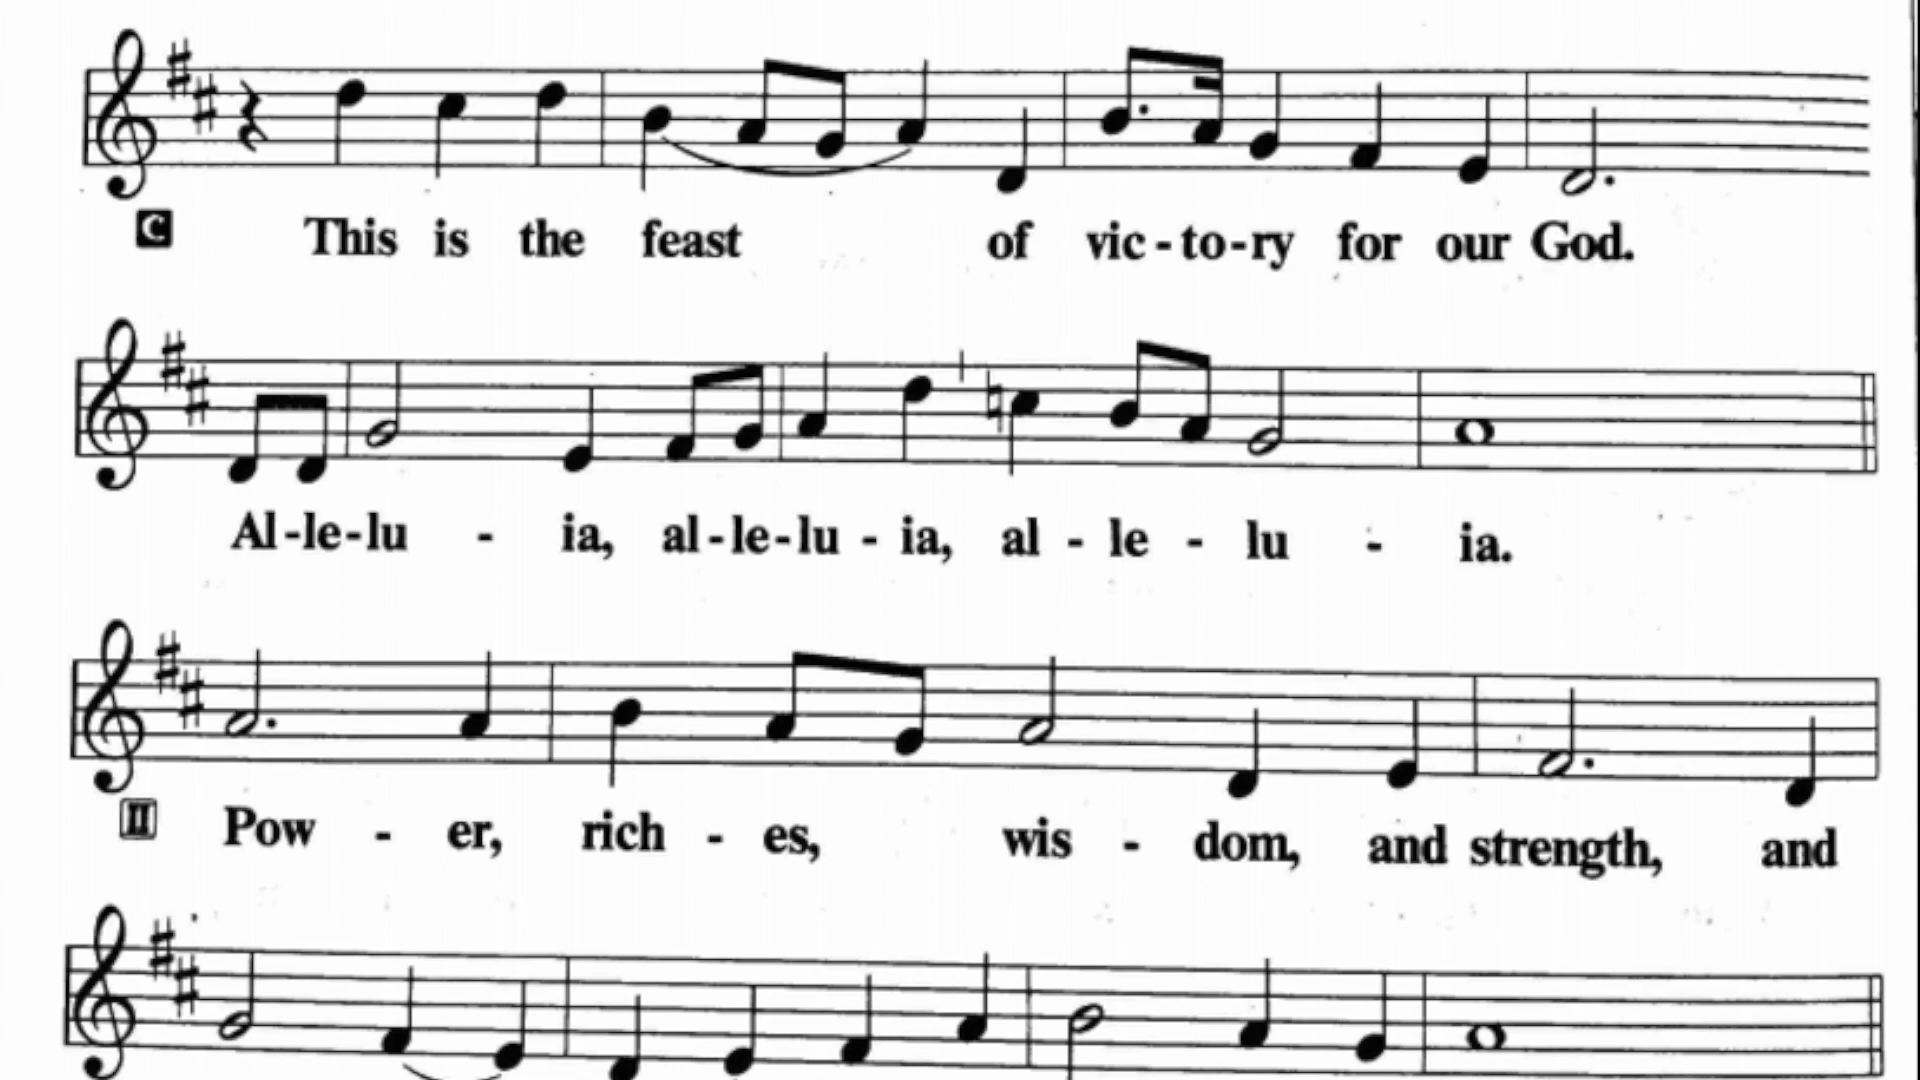 C This is the feast of vic - to - ry for our God.
Al - le - lu - ia, al - le - lu - ia, al - le - lu - ia.
II Pow - er, rich - es, wis - dom, and strength, and